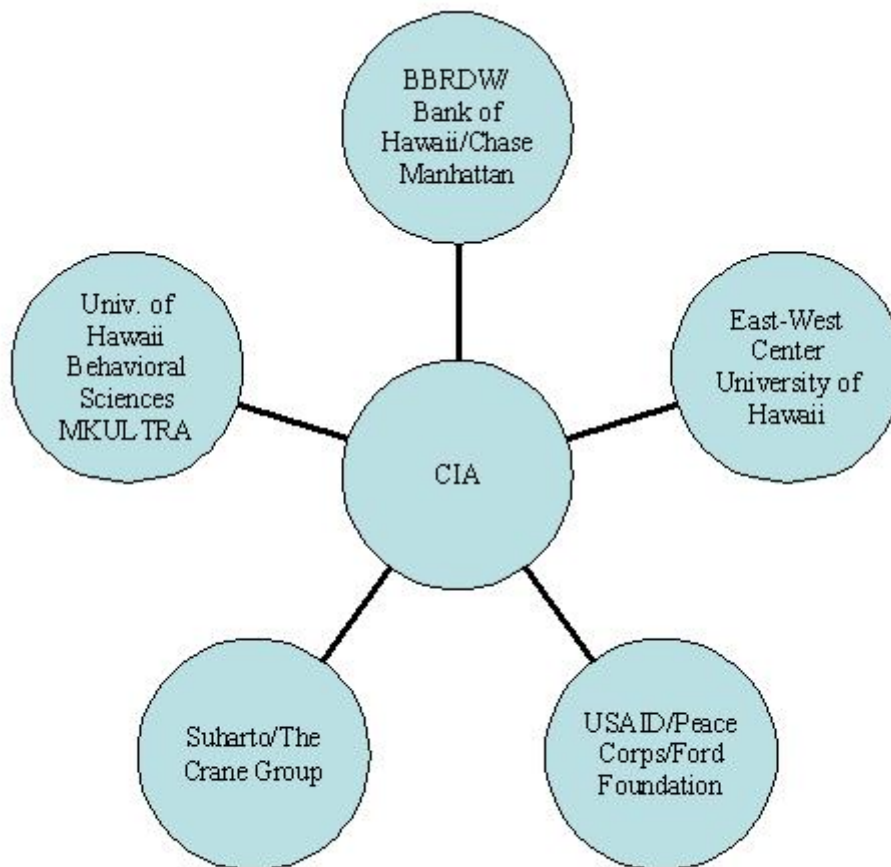 BBRDW/
Bank of
Hawaii/Chase
Manhattan
Univ. of
Hawaii
Behavioral
Sciences
MKULTRA
East-West
Center
University of
Hawaii
CIA
Suharto/The
Crane Group
USAID/Peace
Corps/Ford
Foundation